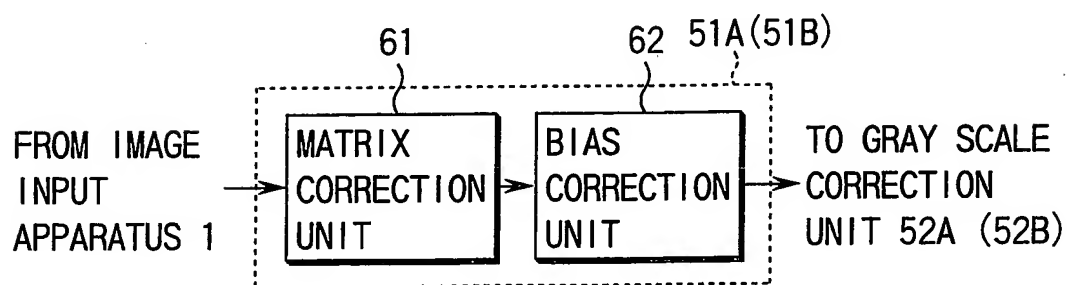 61
62
51A(51B)
FROM IMAGE
INPUT
APPARATUS 1
MATRIX
CORRECTION
UNIT
BIAS
CORRECTION
UNIT
TO GRAY SCALE
CORRECTION
UNIT 52A (52B)